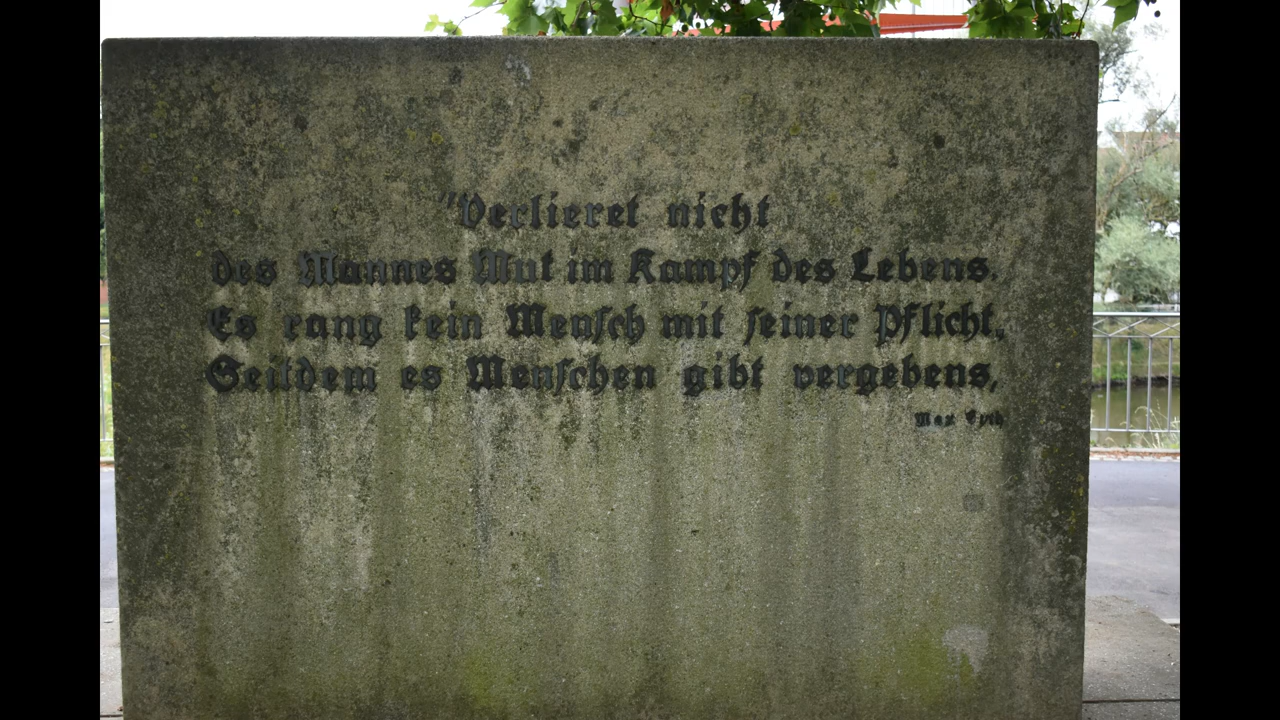 "Verlieret nicht
des Mannes Mut im Kampf des Lebens.
Es rang kein Mensch mit seiner Pflicht,
Seitdem es Menschen gibt vergebens,
Max Eyth